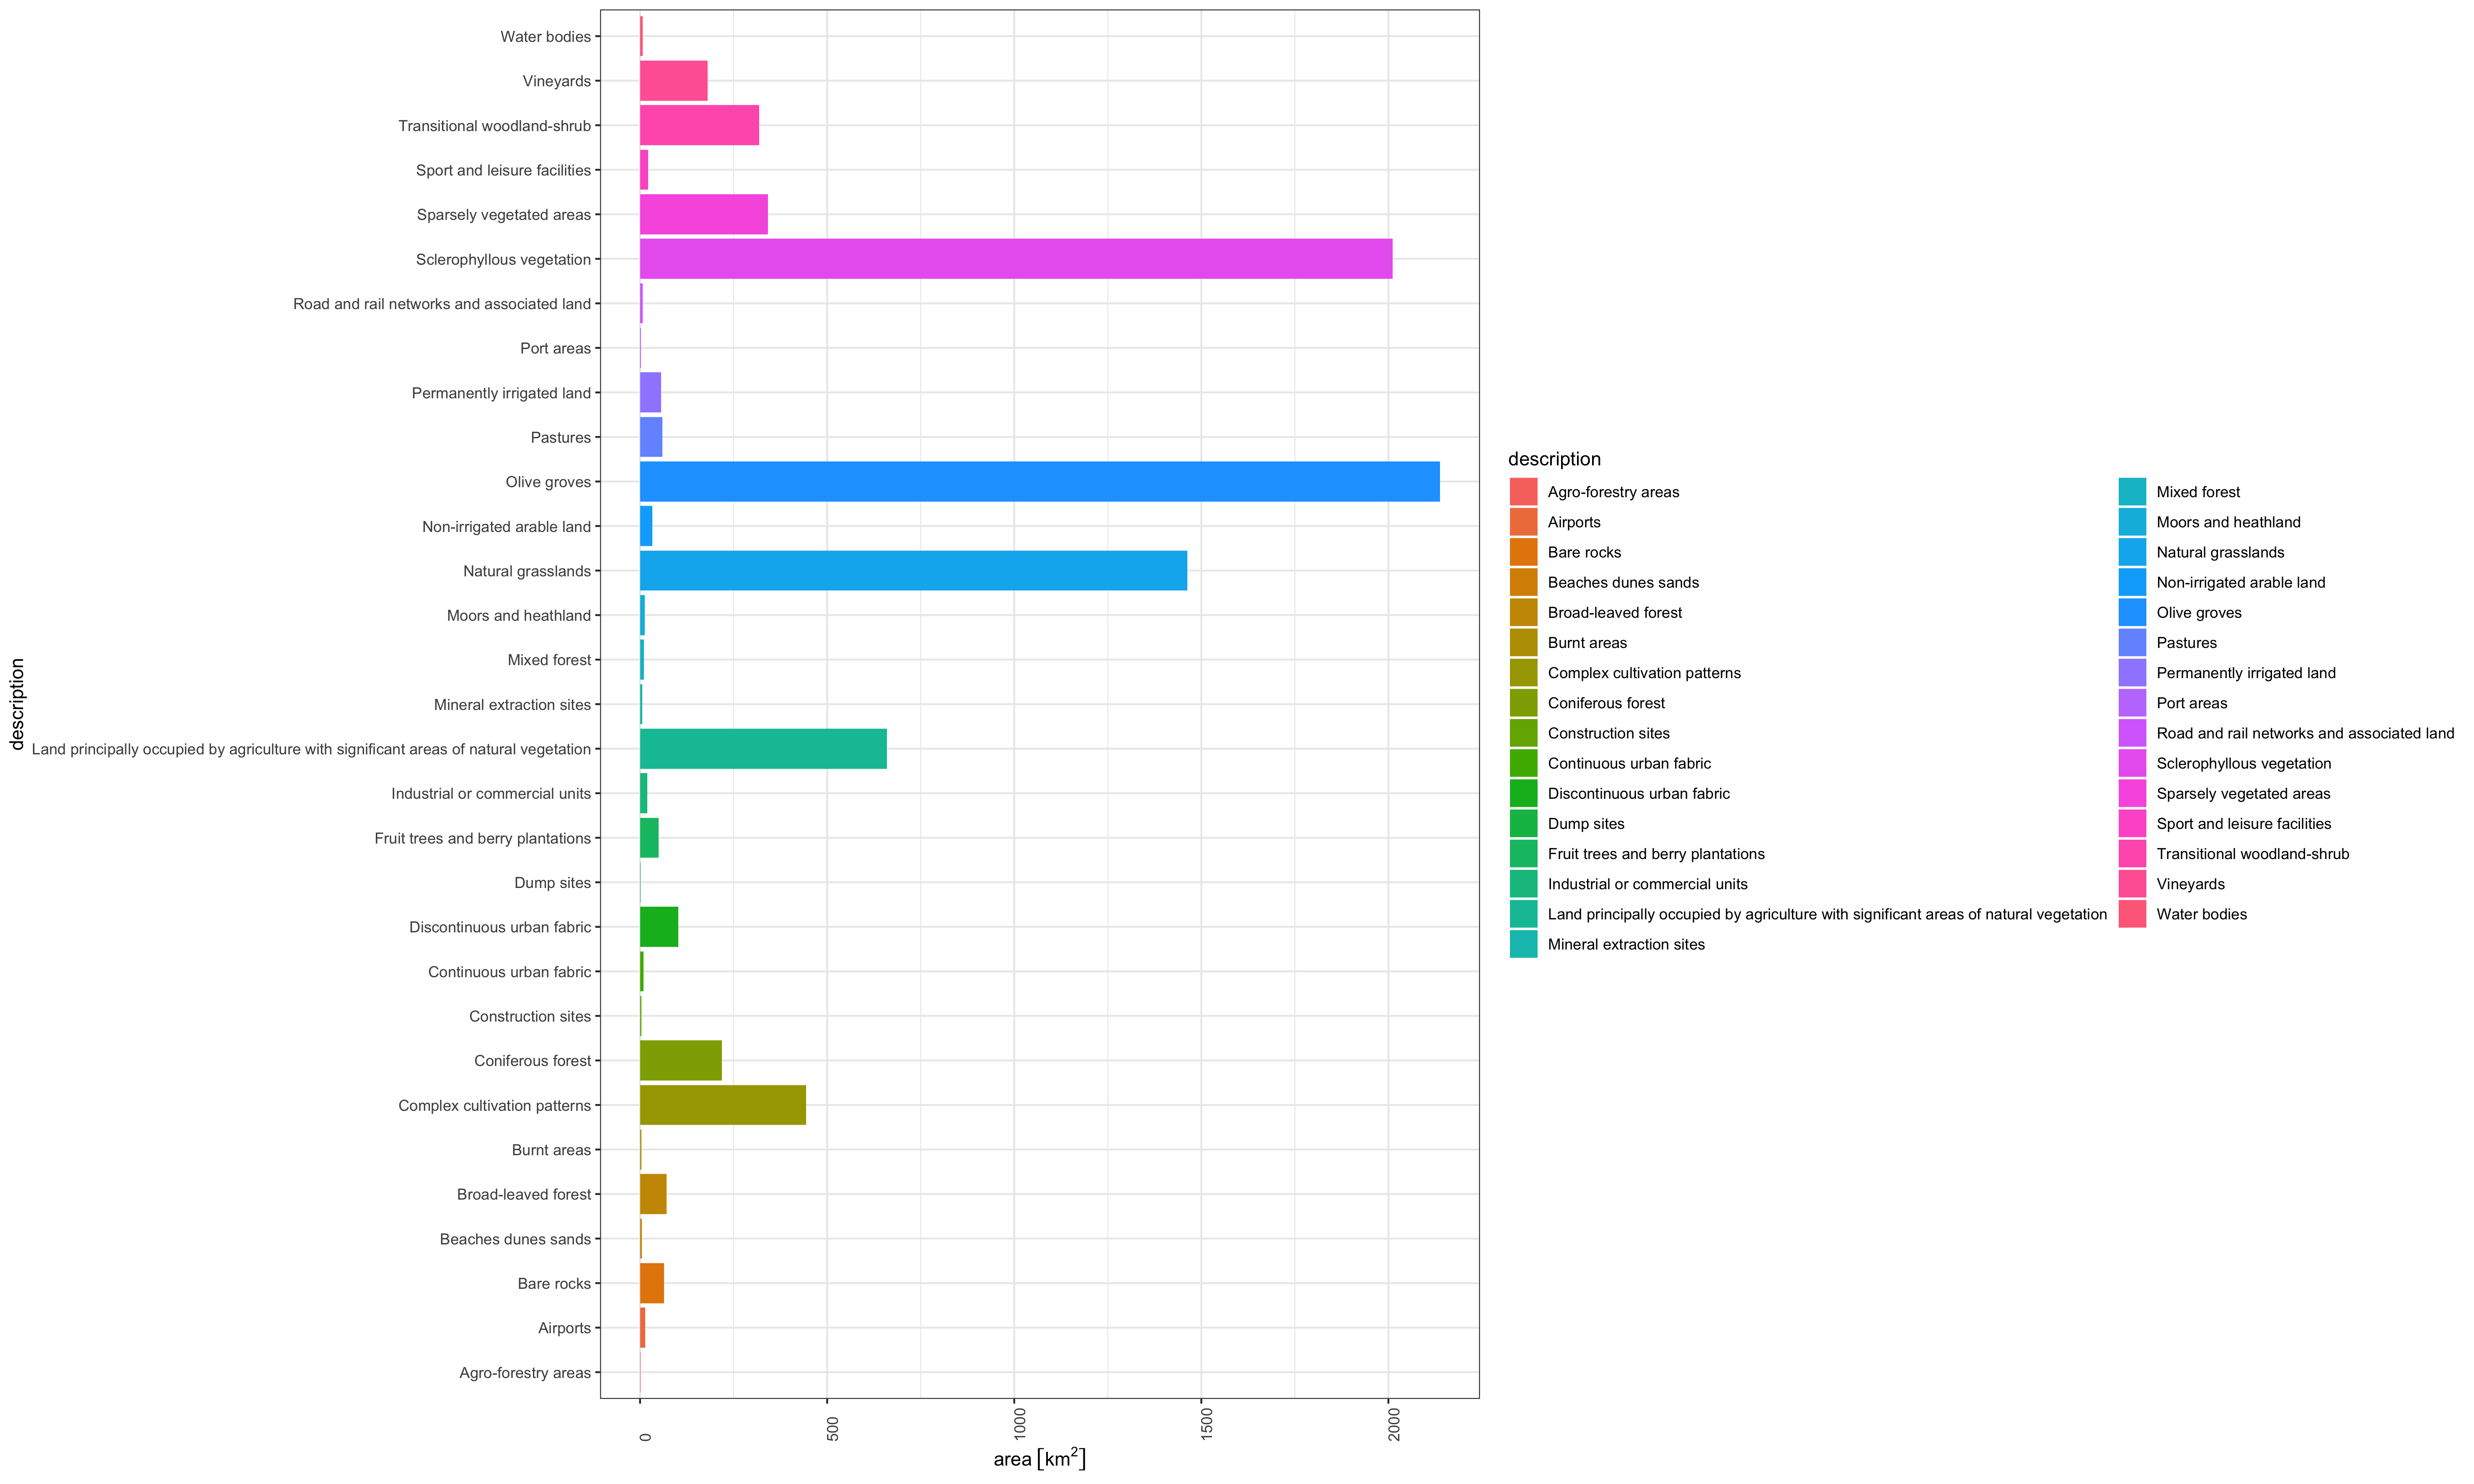 Water bodies
Vineyards
Transitional woodland-shrub
Sport and leisure facilities
Sparsely vegetated areas
Sclerophyllous vegetation
Road and rail networks and associated land
Port areas
Permanently irrigated land
Pastures
Olive groves
Non-irrigated arable land
Natural grasslands
Moors and heathland
Mixed forest
Mineral extraction sites
Land principally occupied by agriculture with significant areas of natural vegetation
Industrial or commercial units
Fruit trees and berry plantations
Dump sites
Discontinuous urban fabric
Continuous urban fabric
Construction sites
Coniferous forest
Complex cultivation patterns
Burnt areas
Broad-leaved forest
Beaches dunes sands
Bare rocks
Airports
Agro-forestry areas
description
0
500
1000
1500
2000
area [km²]
description
Agro-forestry areas
Airports
Bare rocks
Beaches dunes sands
Broad-leaved forest
Burnt areas
Complex cultivation patterns
Coniferous forest
Construction sites
Continuous urban fabric
Discontinuous urban fabric
Dump sites
Fruit trees and berry plantations
Industrial or commercial units
Land principally occupied by agriculture with significant areas of natural vegetation
Mineral extraction sites
Mixed forest
Moors and heathland
Natural grasslands
Non-irrigated arable land
Olive groves
Pastures
Permanently irrigated land
Port areas
Road and rail networks and associated land
Sclerophyllous vegetation
Sparsely vegetated areas
Sport and leisure facilities
Transitional woodland-shrub
Vineyards
Water bodies